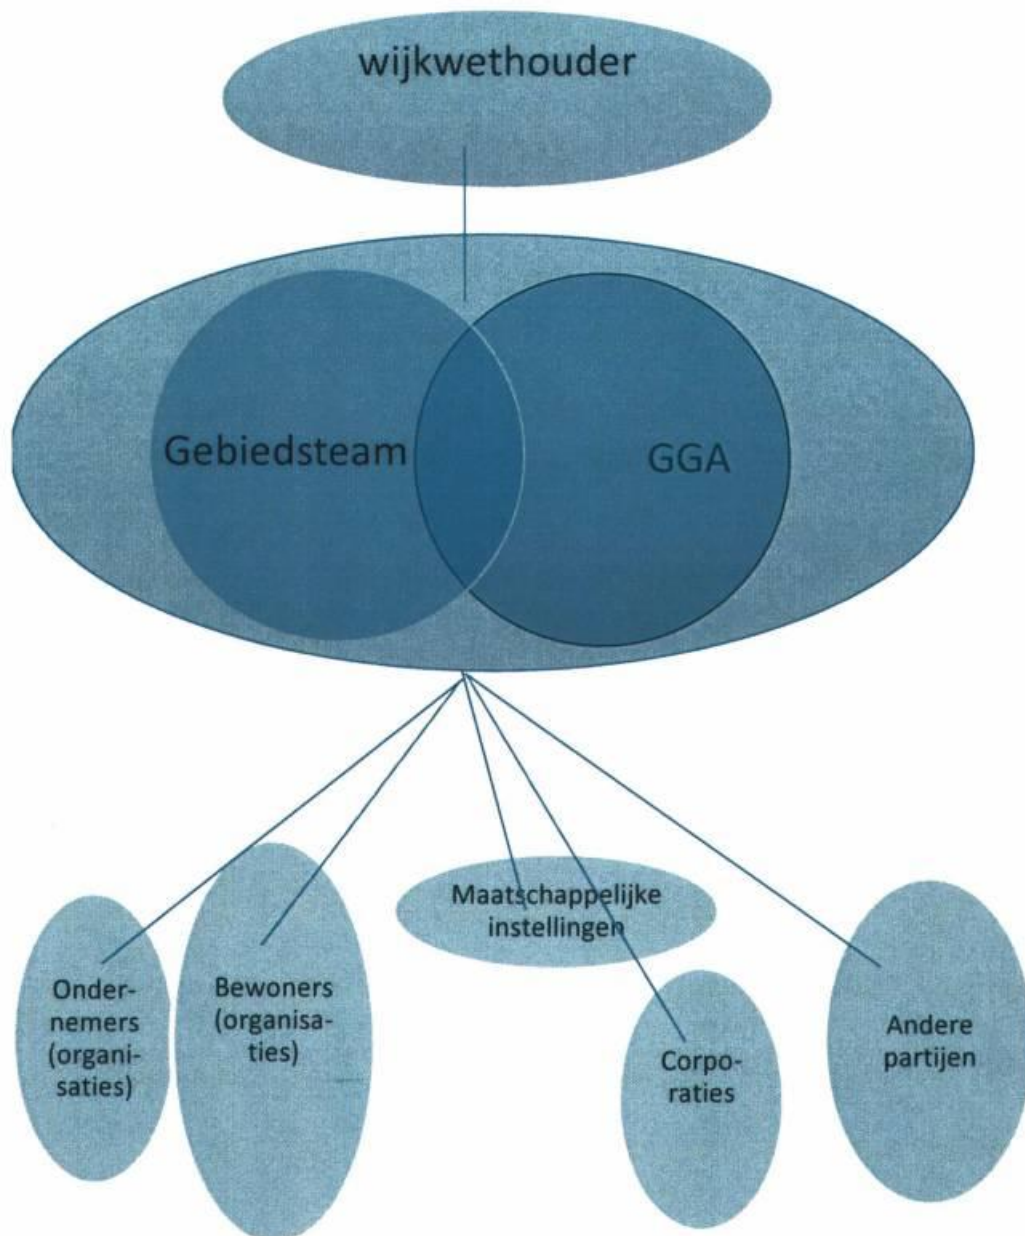 wijkwethouder
Gebiedsteam
GGA
Maatschappelijke
instellingen
Onder-
nemers
(organi-
saties)
Bewoners
(organisa-
ties)
Corpo-
raties
Andere
partijen